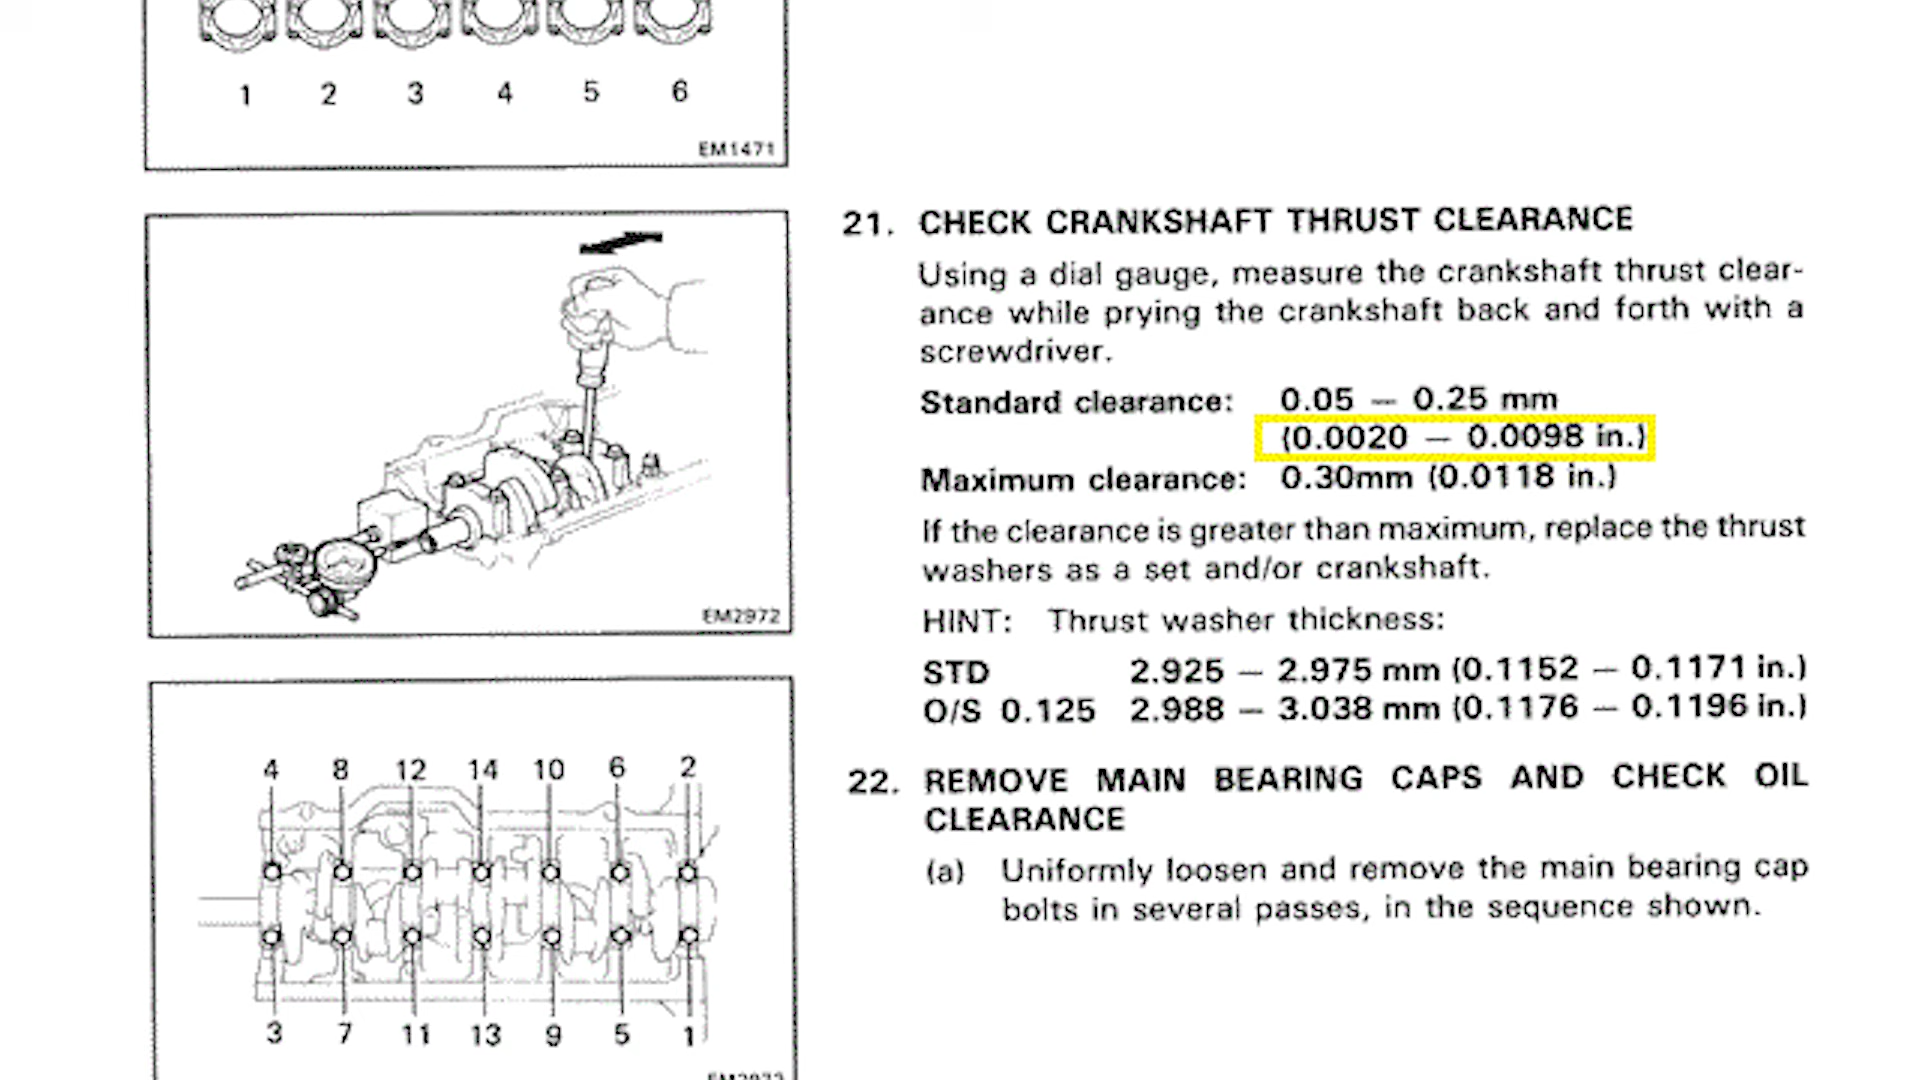 1 2 3 4 5 6
EM1471
21. CHECK CRANKSHAFT THRUST CLEARANCE
Using a dial gauge, measure the crankshaft thrust clear-
ance while prying the crankshaft back and forth with a
screwdriver.
Standard clearance: 0.05 — 0.25 mm
(0.0020 — 0.0098 in.)
Maximum clearance: 0.30mm (0.0118 in.)
If the clearance is greater than maximum, replace the thrust
washers as a set and/or crankshaft.
HINT: Thrust washer thickness:
STD 2.925 — 2.975 mm (0.1152 — 0.1171 in.)
O/S 0.125 2.988 — 3.038 mm (0.1176 — 0.1196 in.)
EM2972
22. REMOVE MAIN BEARING CAPS AND CHECK OIL
CLEARANCE
(a) Uniformly loosen and remove the main bearing cap
bolts in several passes, in the sequence shown.
4 8 12 14 10 6 2
3 7 11 13 9 5 1